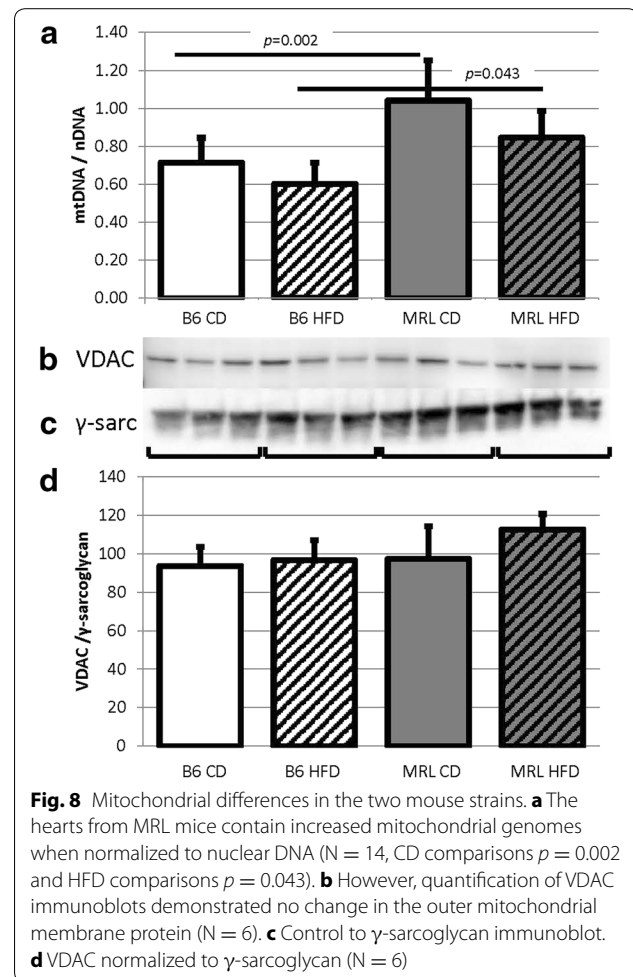 a
p=0.002
p=0.043
mtDNA / nDNA
1.40
1.20
1.00
0.80
0.60
0.40
0.20
0.00
B6 CD B6 HFD MRL CD MRL HFD
b VDAC
c γ-sarc
d
VDAC /γ-sarcoglycan
140
120
100
80
60
40
20
0
B6 CD B6 HFD MRL CD MRL HFD
Fig. 8 Mitochondrial differences in the two mouse strains. a The
hearts from MRL mice contain increased mitochondrial genomes
when normalized to nuclear DNA (N = 14, CD comparisons p = 0.002
and HFD comparisons p = 0.043). b However, quantification of VDAC
immunoblots demonstrated no change in the outer mitochondrial
membrane protein (N = 6). c Control to γ-sarcoglycan immunoblot.
d VDAC normalized to γ-sarcoglycan (N = 6)